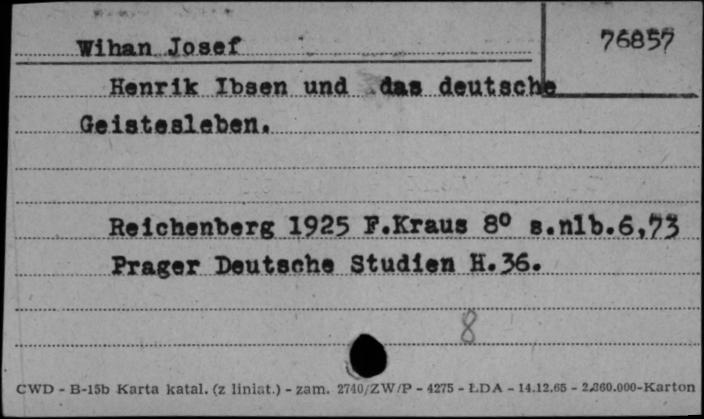 Wihan Josef 76857
Henrik Ibsen und das deutsche
Geistesleben.
Reichenberg 1925 F.Kraus 8° s.nlb.6,73
Prager Deutsche Studien H.36.
8
CWD - B-15b Karta katal. (z liniat.) - zam. 2740/ZW/P - 4275 - ŁDA - 14.12.65 - 2.860.000-Karton